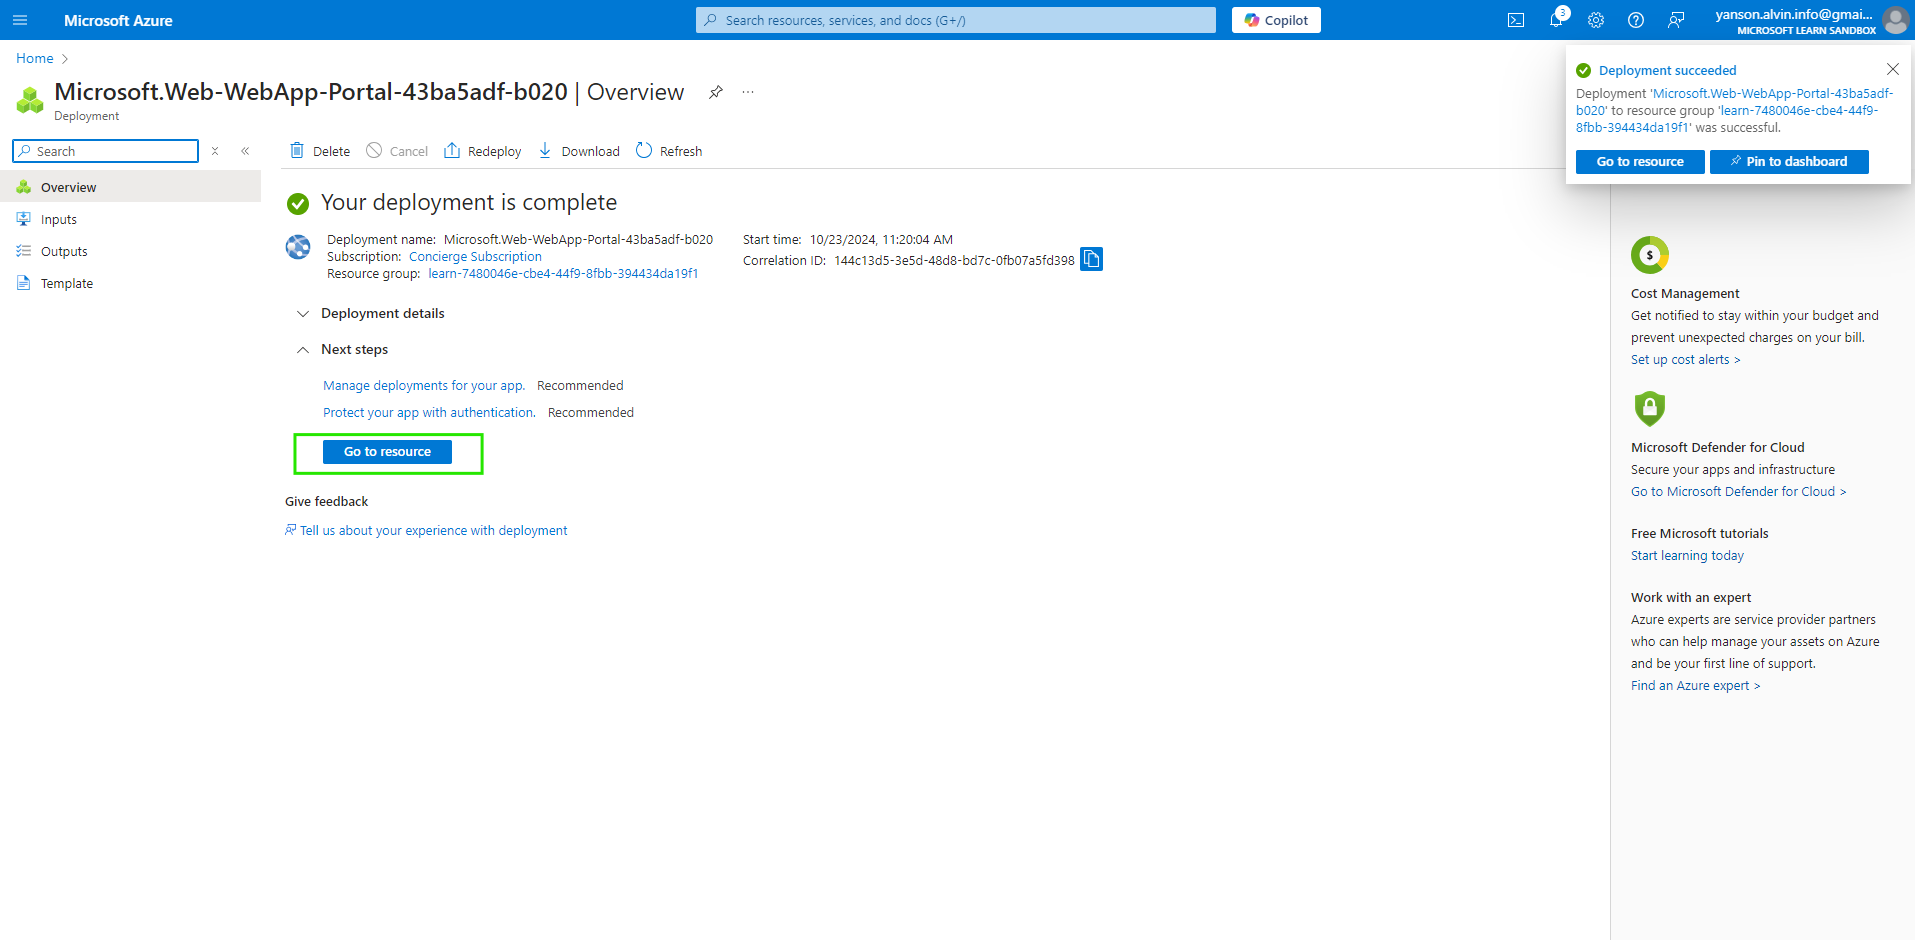 Microsoft Azure
Search resources, services, and docs (G+/)
Copilot
3
yanson.alvin.info@gmai...
MICROSOFT LEARN SANDBOX
Home
Microsoft.Web-WebApp-Portal-43ba5adf-b020 | Overview
Deployment
Search
Overview
Inputs
Outputs
Template
Delete
Cancel
Redeploy
Download
Refresh
Your deployment is complete
Deployment name: Microsoft.Web-WebApp-Portal-43ba5adf-b020
Subscription: Concierge Subscription
Resource group: learn-7480046e-cbe4-44f9-8fbb-394434da19f1
Start time: 10/23/2024, 11:20:04 AM
Correlation ID: 144c13d5-3e5d-48d8-bd7c-0fb07a5fd398
Deployment details
Next steps
Manage deployments for your app. Recommended
Protect your app with authentication. Recommended
Go to resource
Give feedback
Tell us about your experience with deployment
Deployment succeeded
Deployment 'Microsoft.Web-WebApp-Portal-43ba5adf-
b020' to resource group 'learn-7480046e-cbe4-44f9-
8fbb-394434da19f1' was successful.
Go to resource
Pin to dashboard
$
Cost Management
Get notified to stay within your budget and
prevent unexpected charges on your bill.
Set up cost alerts >
Microsoft Defender for Cloud
Secure your apps and infrastructure
Go to Microsoft Defender for Cloud >
Free Microsoft tutorials
Start learning today
Work with an expert
Azure experts are service provider partners
who can help manage your assets on Azure
and be your first line of support.
Find an Azure expert >